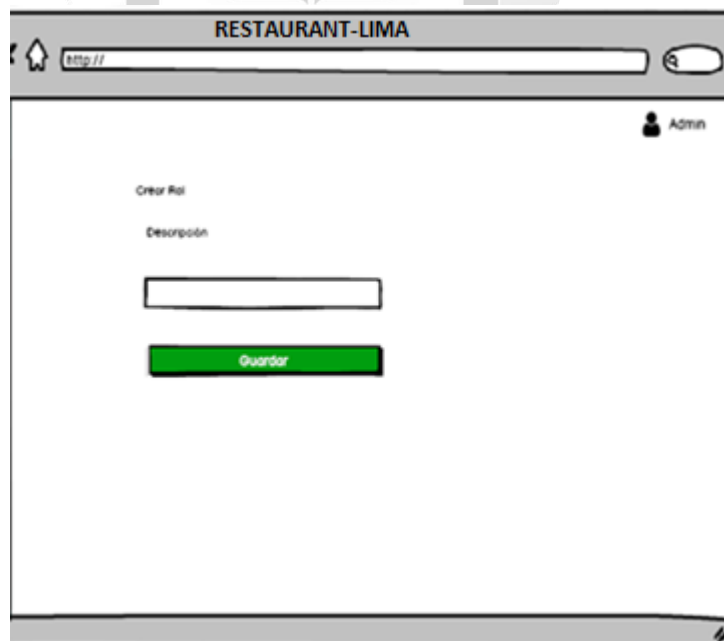 RESTAURANT-LIMA
http://
Admin
Crear Rol
Descripción
Guardar